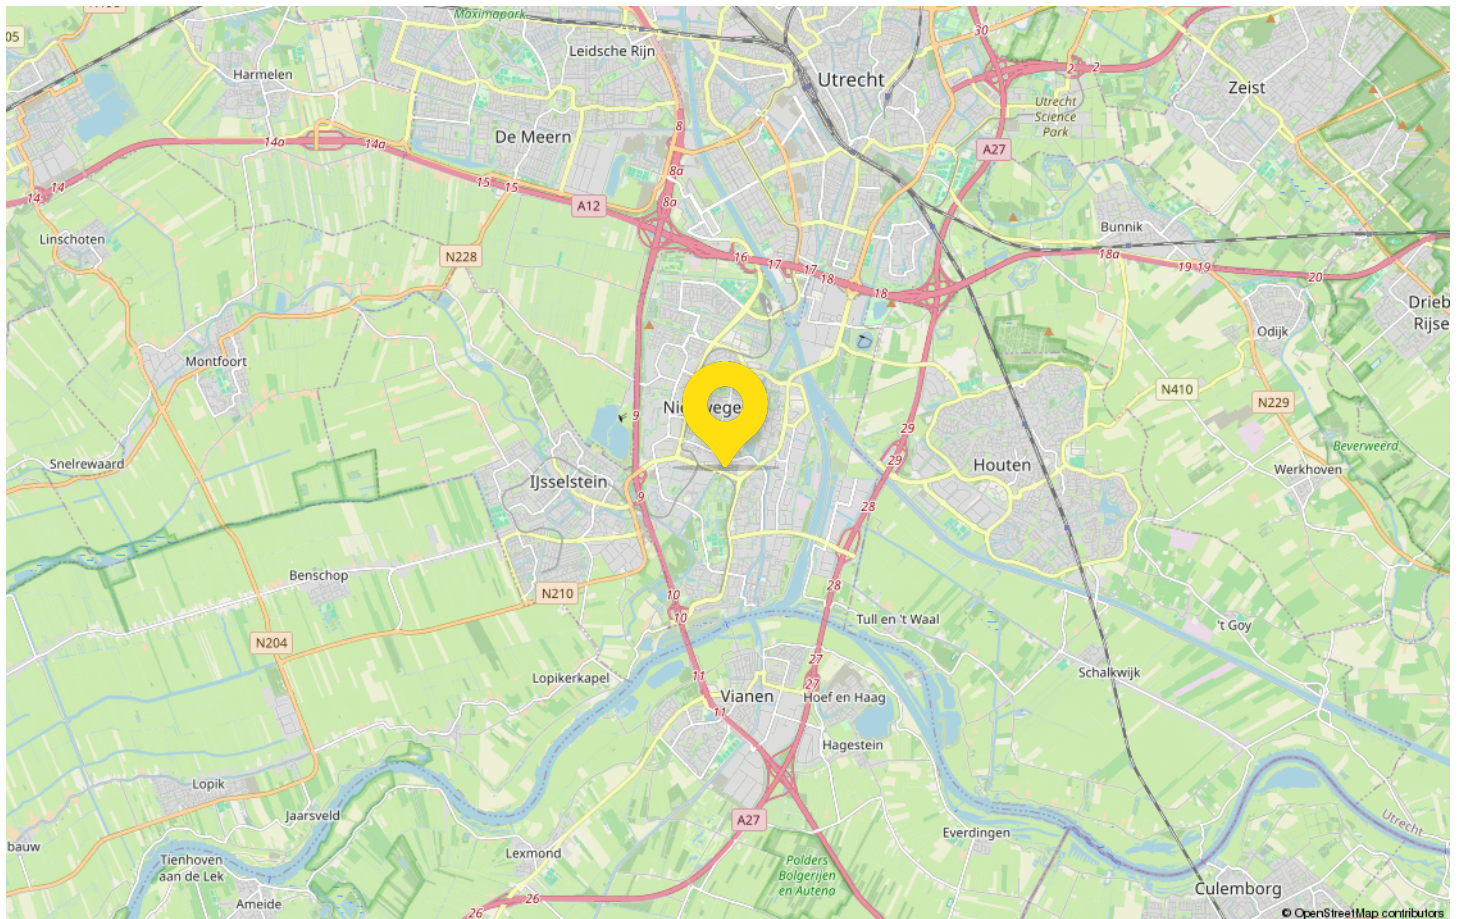 Maximapark
05
Leidsche Rijn
Harmelen
Utrecht
30
2
2
Zeist
Utrecht
Science
Park
De Meern
8
14a
14a
A27
8a
14
14
15
15
A12
8a
Linschoten
N228
Bunnik
16
17
17
18
18
18a
19
19
20
Drieb
Rijse
Odijk
Montfoort
N410
N229
9
29
Beverweerd
Snelrewaard
29
Houten
Werkhoven
IJsselstein
9
28
Benschop
N210
10
10
28
Tull en 't Waal
't Goy
N204
27
Schalkwijk
Lopikerkapel
11
27
Vianen
Hoef en Haag
11
Hagestein
Lopik
Jaarsveld
A27
Utrecht
Everdingen
bauw
Lexmond
Tienhoven
aan de Lek
Polders
Bolgerijen
en Autena
Culemborg
Ameide
26
26
© OpenStreetMap contributors